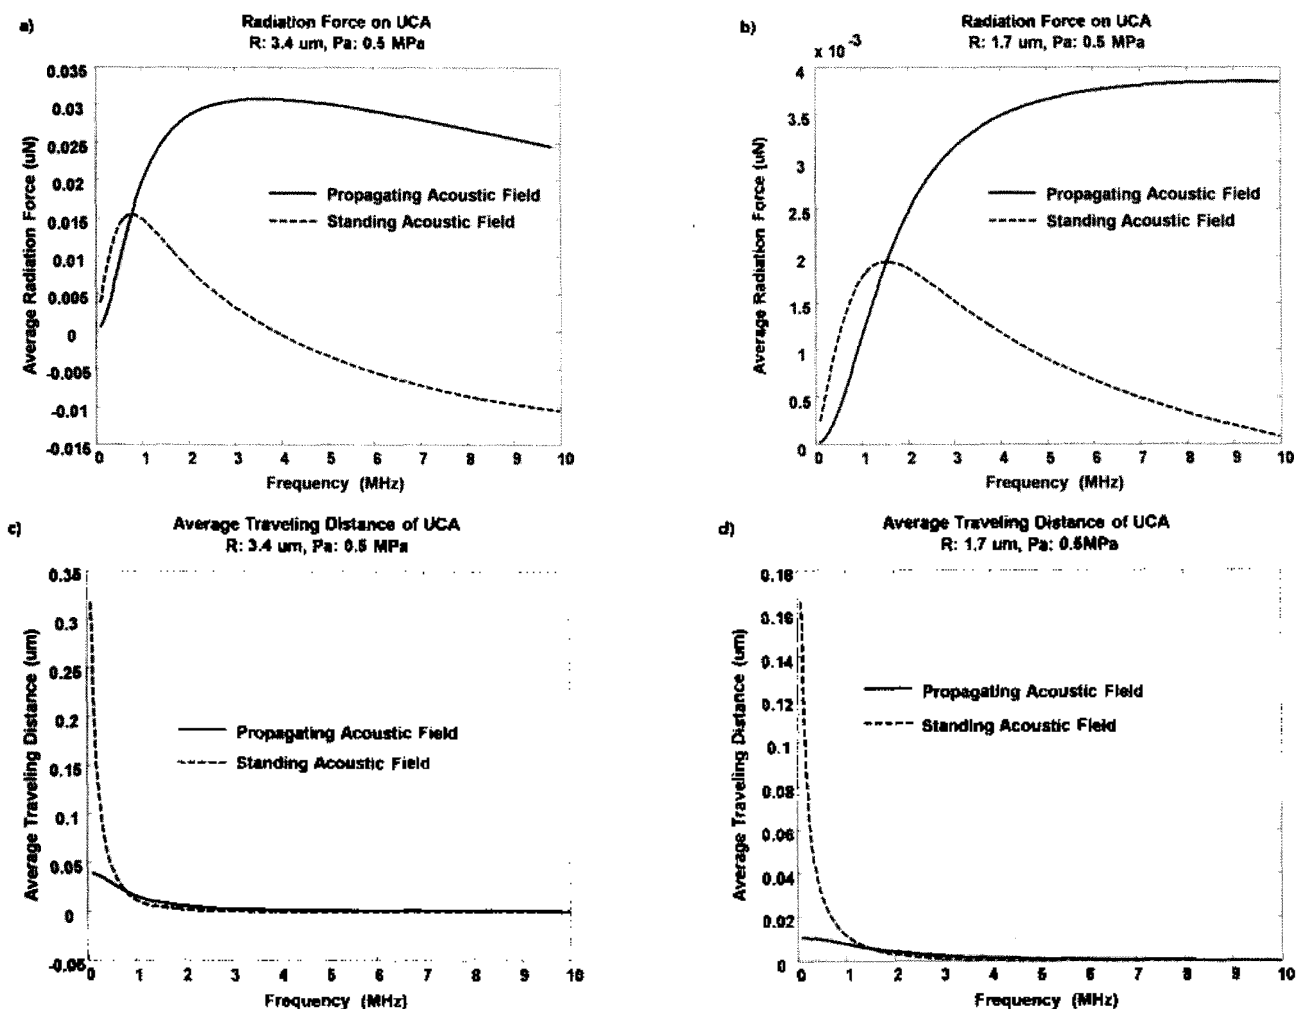 a)
Radiation Force on UCA
R: 3.4 um, Pa: 0.5 MPa
Average Radiation Force (uN)
0.035
0.03
0.025
0.02
0.015
0.01
0.005
0
-0.005
-0.01
-0.015
Propagating Acoustic Field
Standing Acoustic Field
0 1 2 3 4 5 6 7 8 9 10
Frequency (MHz)
b)
Radiation Force on UCA
R: 1.7 um, Pa: 0.5 MPa
x 10 -3
Average Radiation Force (uN)
4
3.5
3
2.5
2
1.5
1
0.5
0
Propagating Acoustic Field
Standing Acoustic Field
0 1 2 3 4 5 6 7 8 9 10
Frequency (MHz)
c)
Average Traveling Distance of UCA
R: 3.4 um, Pa: 0.5 MPa
Average Traveling Distance (um)
0.35
0.3
0.25
0.2
0.15
0.1
0.05
0
-0.05
Propagating Acoustic Field
Standing Acoustic Field
0 1 2 3 4 5 6 7 8 9 10
Frequency (MHz)
d)
Average Traveling Distance of UCA
R: 1.7 um, Pa: 0.5MPa
Average Traveling Distance (um)
0.18
0.16
0.14
0.12
0.1
0.08
0.06
0.04
0.02
0
Propagating Acoustic Field
Standing Acoustic Field
0 1 2 3 4 5 6 7 8 9 10
Frequency (MHz)